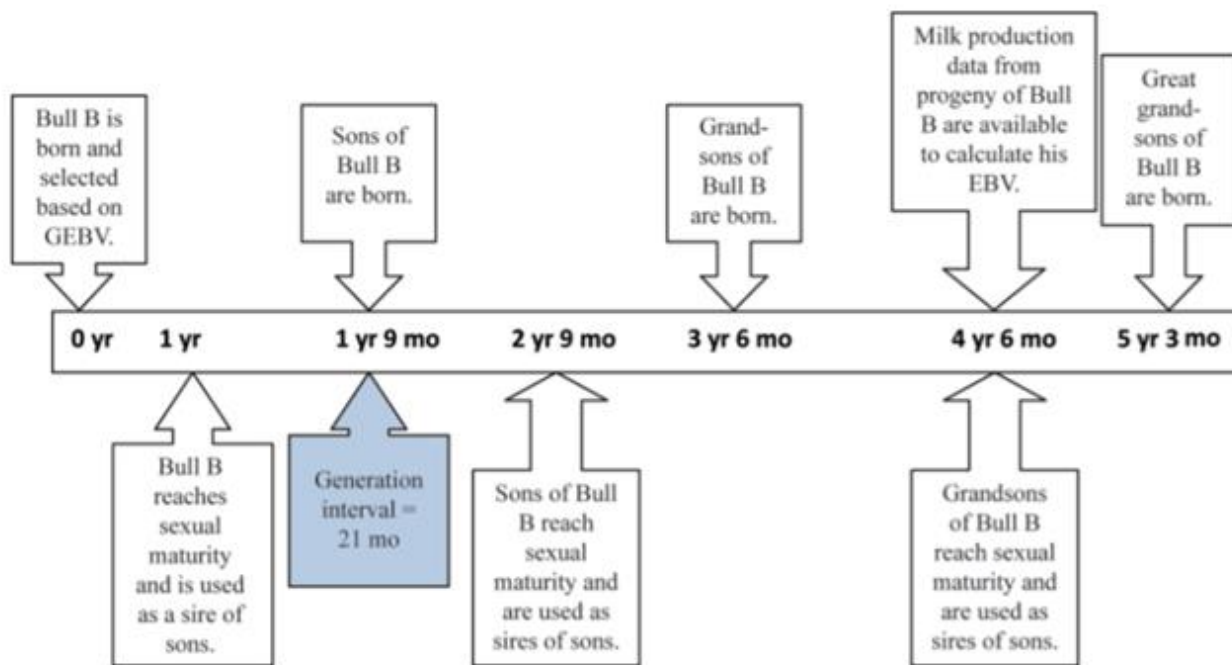 Bull B is
born and
selected
based on
GEBV.
Sons of
Bull B
are born.
Grand-
sons of
Bull B
are born.
Milk production
data from
progeny of Bull
B are available
to calculate his
EBV.
Great
grand-
sons of
Bull B
are born.
0 yr 1 yr 1 yr 9 mo 2 yr 9 mo 3 yr 6 mo 4 yr 6 mo 5 yr 3 mo
Bull B
reaches
sexual
maturity
and is used
as a sire of
sons.
Generation
interval =
21 mo
Sons of Bull
B reach
sexual
maturity and
are used as
sires of sons.
Grandsons
of Bull B
reach sexual
maturity and
are used as
sires of sons.